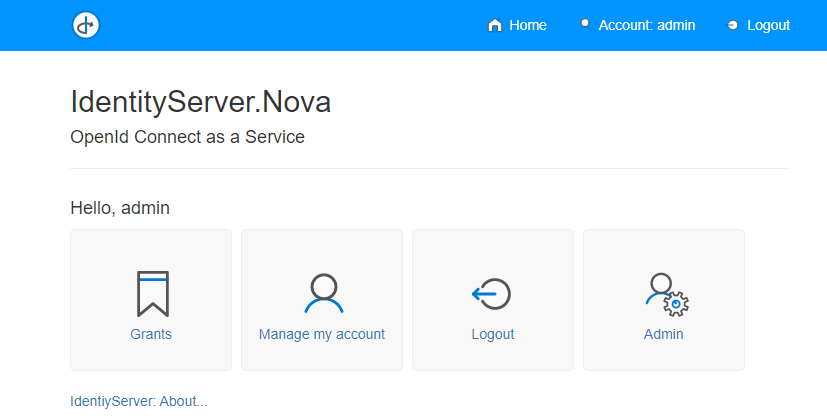 Home Account: admin Logout
IdentityServer.Nova
OpenId Connect as a Service
Hello, admin
Grants Manage my account Logout Admin
IdentiyServer: About...